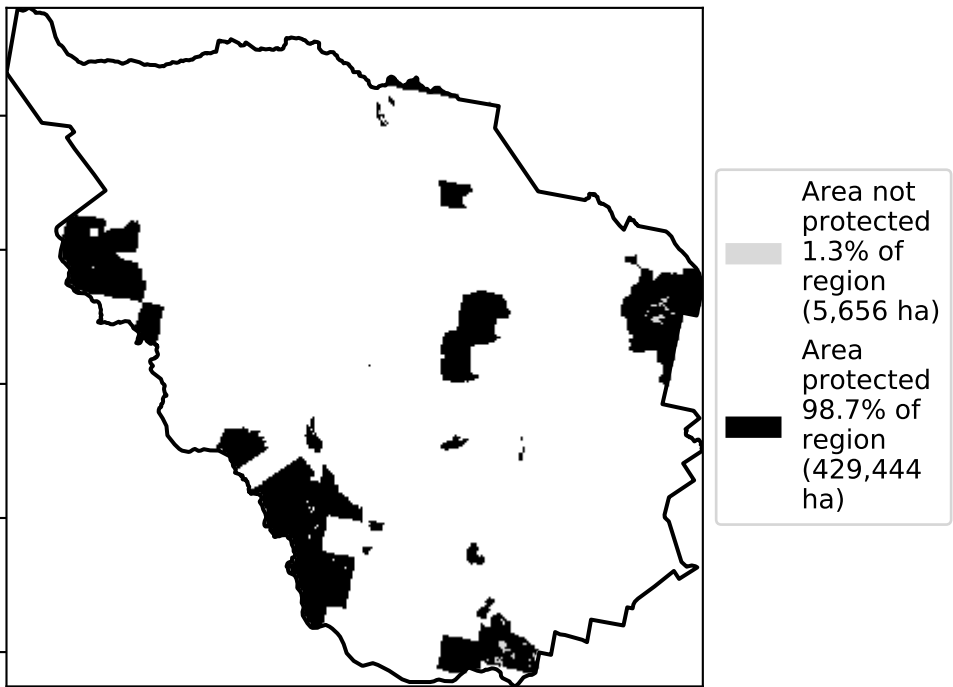 Area not
protected
1.3% of
region
(5,656 ha)
Area
protected
98.7% of
region
(429,444
ha)